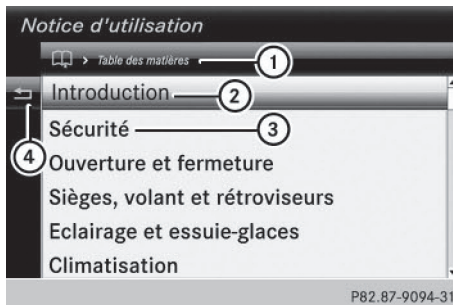 Notice d'utilisation
> Table des matières 1
Introduction 2
Sécurité 3
4
Ouverture et fermeture
Sièges, volant et rétroviseurs
Eclairage et essuie-glaces
Climatisation
P82.87-9094-31